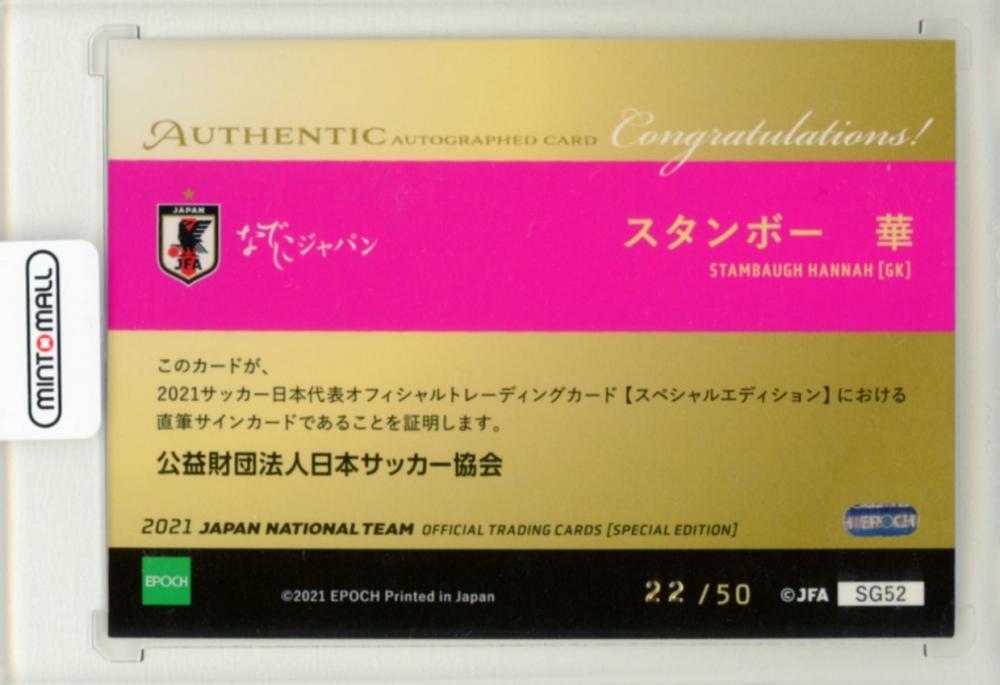 AUTHENTIC AUTOGRAPHED CARD Congratulations!
JAPAN
JFA
なでしこジャパン
スタンボー 華
STAMBAUGH HANNAH [GK]
MINTOMALL
このカードが、
2021サッカー日本代表オフィシャルトレーディングカード【スペシャルエディション】における
直筆サインカードであることを証明します。
公益財団法人日本サッカー協会
2021 JAPAN NATIONAL TEAM OFFICIAL TRADING CARDS [SPECIAL EDITION]
EPOCH
EPOCH
©2021 EPOCH Printed in Japan
22/50
©JFA
SG52